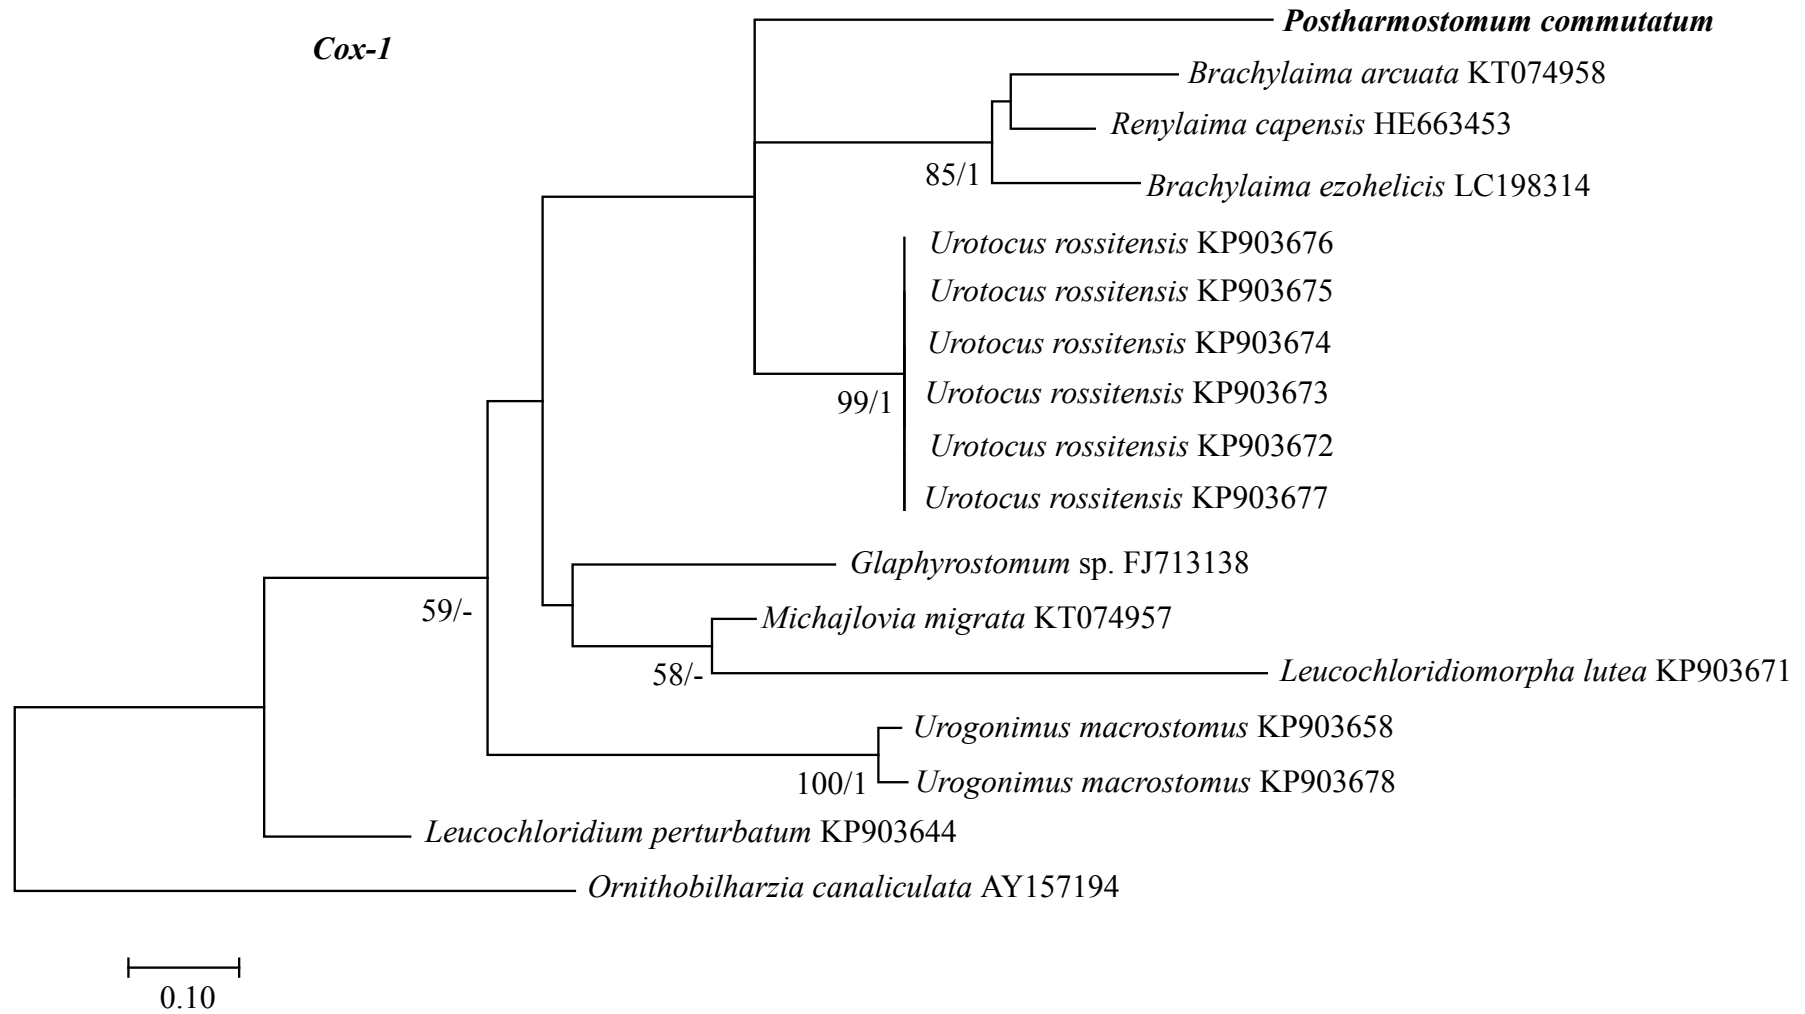 Postharmostomum commutatum
Cox-1
Brachylaima arcuata KT074958
Renylaima capensis HE663453
85/1
Brachylaima ezohelicis LC198314
Urotocus rossitensis KP903676
Urotocus rossitensis KP903675
Urotocus rossitensis KP903674
Urotocus rossitensis KP903673
99/1
Urotocus rossitensis KP903672
Urotocus rossitensis KP903677
Glaphyrostomum sp. FJ713138
59/-
Michajlovia migrata KT074957
58/-
Leucochloridiomorpha lutea KP903671
Urogonimus macrostomus KP903658
100/1
Urogonimus macrostomus KP903678
Leucochloridium perturbatum KP903644
Ornithobilharzia canaliculata AY157194
0.10